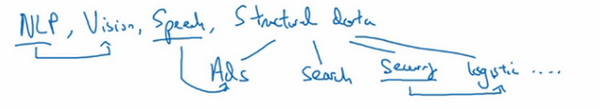 NLP, Vision, Speech, Structural data
Ads search Security logistic ....